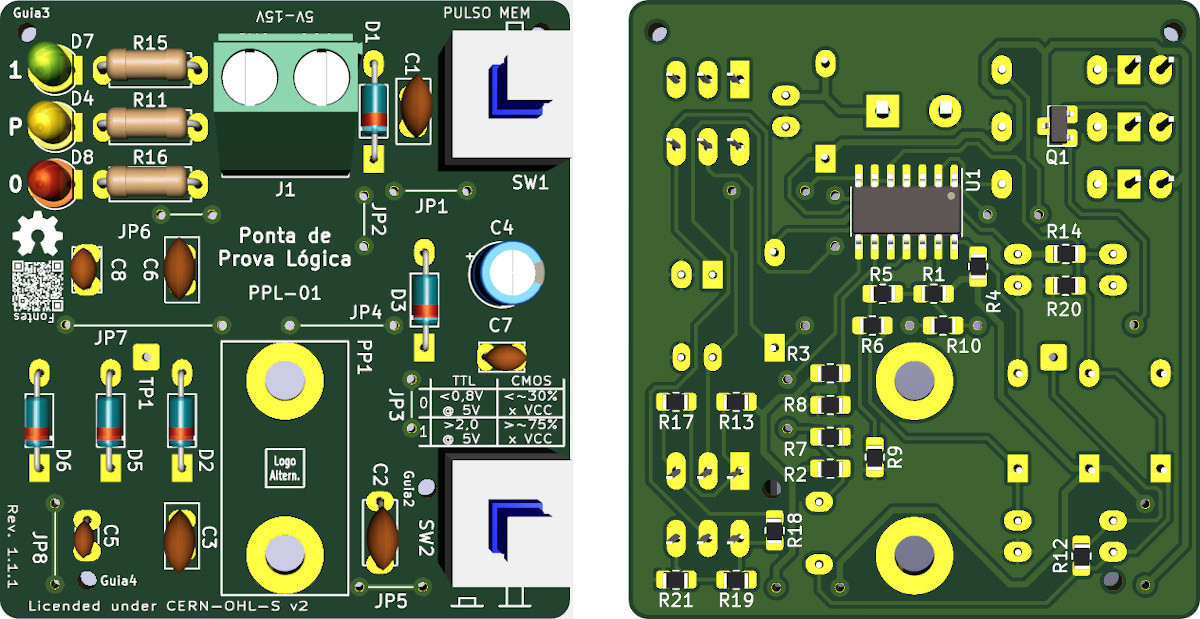 Guia3
5V-15V
PULSO MEM
D7
R15
D1
C1
1
D4
R11
P
D8
R16
0
J1
SW1
JP2
JP1
JP6
C8
C6
Ponta de
Prova Lógica
PPL-01
C4
+
D3
Fontes
JP7
JP4
C7
PP1
TP1
JP3
TTL CMOS
0 <0,8V <~30%
@ 5V x VCC
1 >2,0 >~75%
@ 5V x VCC
D6
D5
D2
Logo
Altern.
C2
Guia2
SW2
Rev. 1.1.1
JP8
C5
C3
Guia4
JP5
Licended under CERN-OHL-S v2
Q1
U1
R14
R5
R1
R4
R20
R6
R10
R3
R8
R17
R13
R7
R9
R2
R18
R12
R21
R19